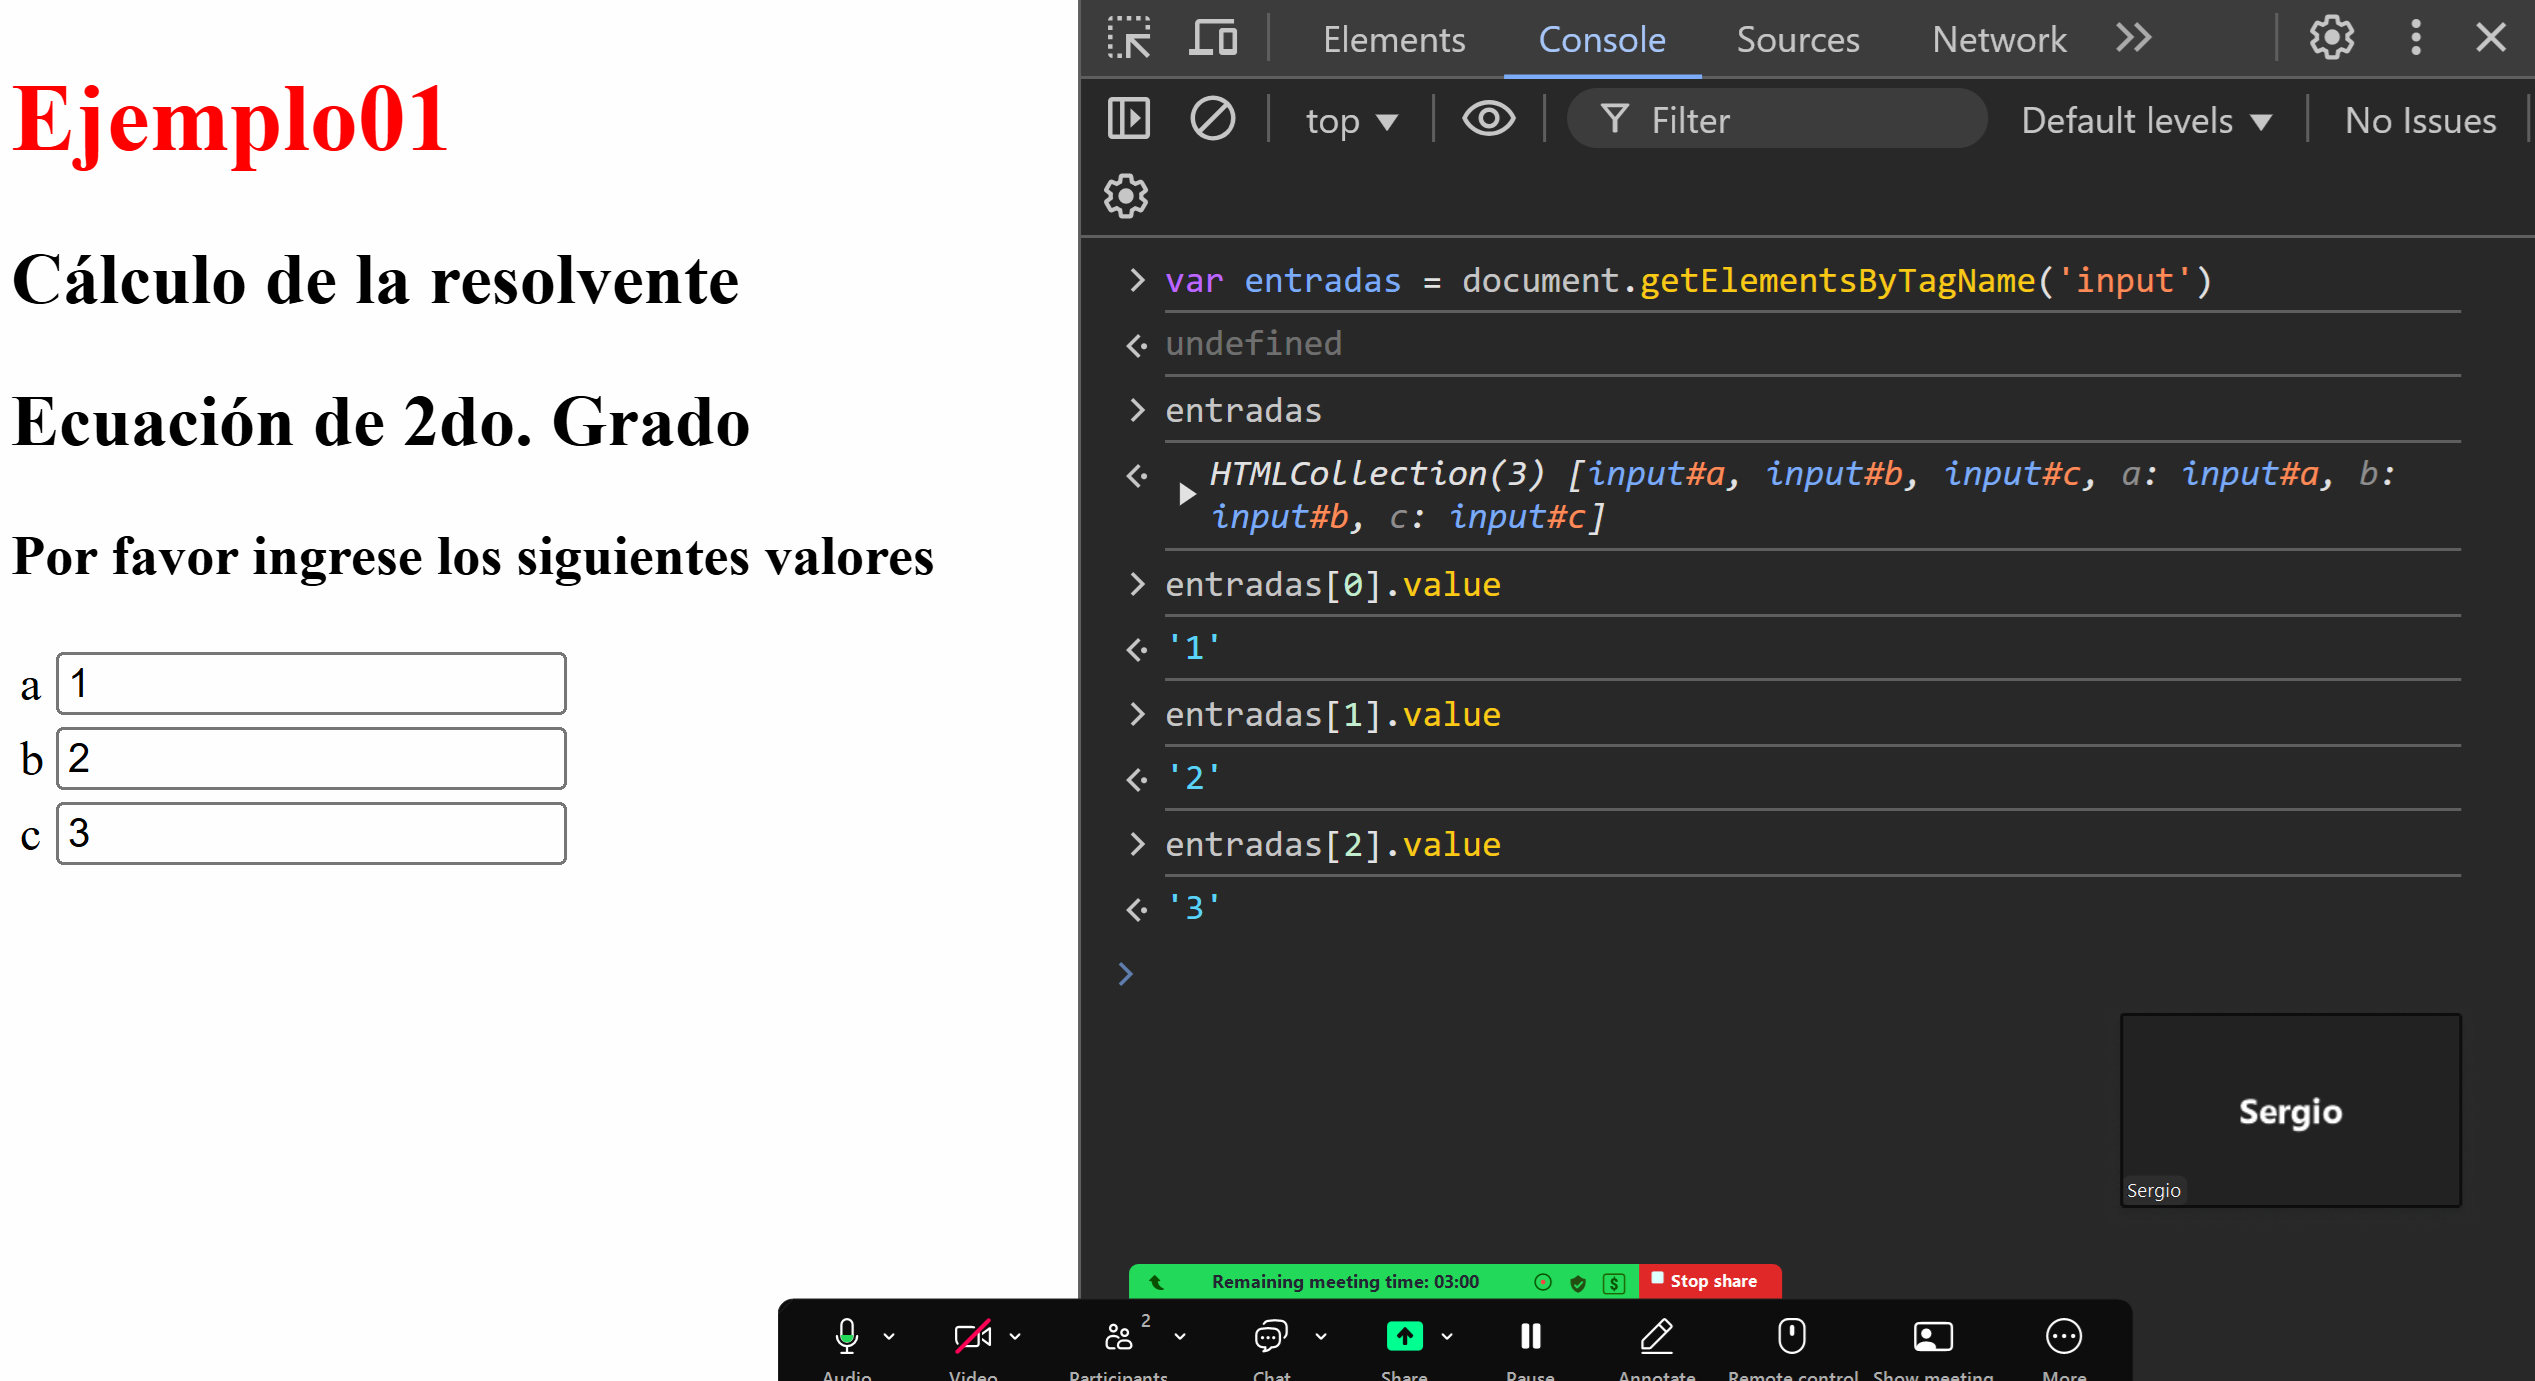 Ejemplo01
Cálculo de la resolvente
Ecuación de 2do. Grado
Por favor ingrese los siguientes valores
a 1
b 2
c 3
Elements Console Sources Network
top Filter Default levels No Issues
var entradas = document.getElementsByTagName('input')
undefined
entradas
HTMLCollection(3) [input#a, input#b, input#c, a: input#a, b:
input#b, c: input#c]
entradas[0].value
'1'
entradas[1].value
'2'
entradas[2].value
'3'
Sergio
Sergio
Remaining meeting time: 03:00 Stop share
2
Audio Video Participants Chat Share Pause Annotate Remote control Show meeting More